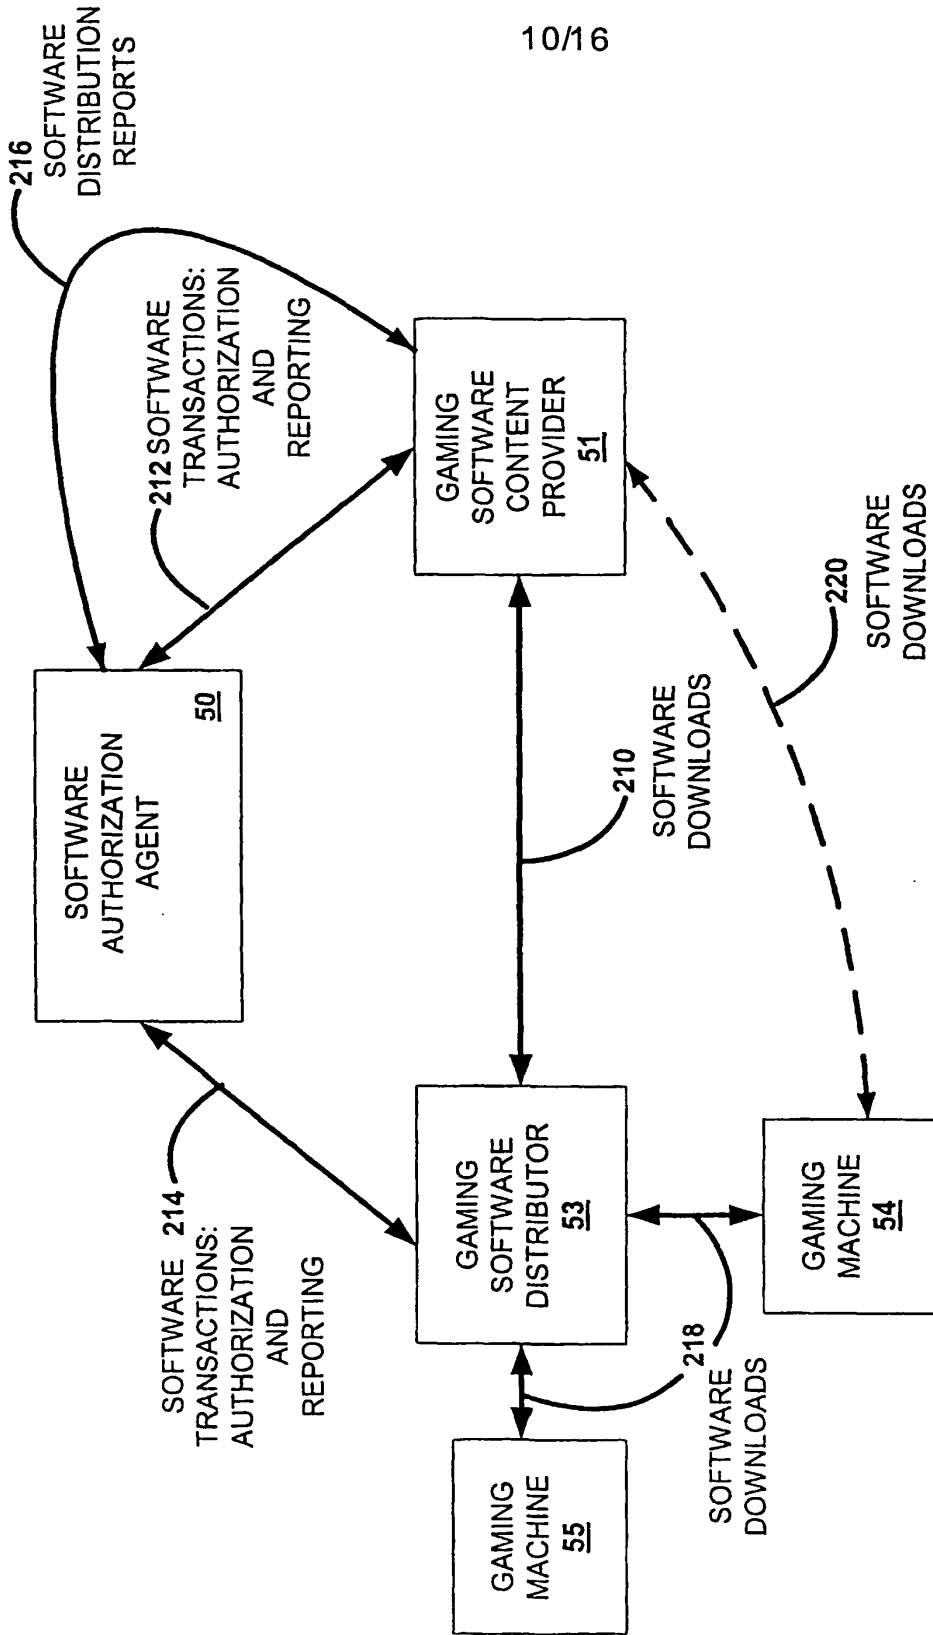 10/16
216
SOFTWARE
DISTRIBUTION
REPORTS
212 SOFTWARE
TRANSACTIONS:
AUTHORIZATION
AND
REPORTING
SOFTWARE
AUTHORIZATION
AGENT
50
SOFTWARE 214
TRANSACTIONS:
AUTHORIZATION
AND
REPORTING
GAMING
SOFTWARE
CONTENT
PROVIDER
51
210
SOFTWARE
DOWNLOADS
GAMING
SOFTWARE
DISTRIBUTOR
53
GAMING
MACHINE
55
218
SOFTWARE
DOWNLOADS
GAMING
MACHINE
54
220
SOFTWARE
DOWNLOADS